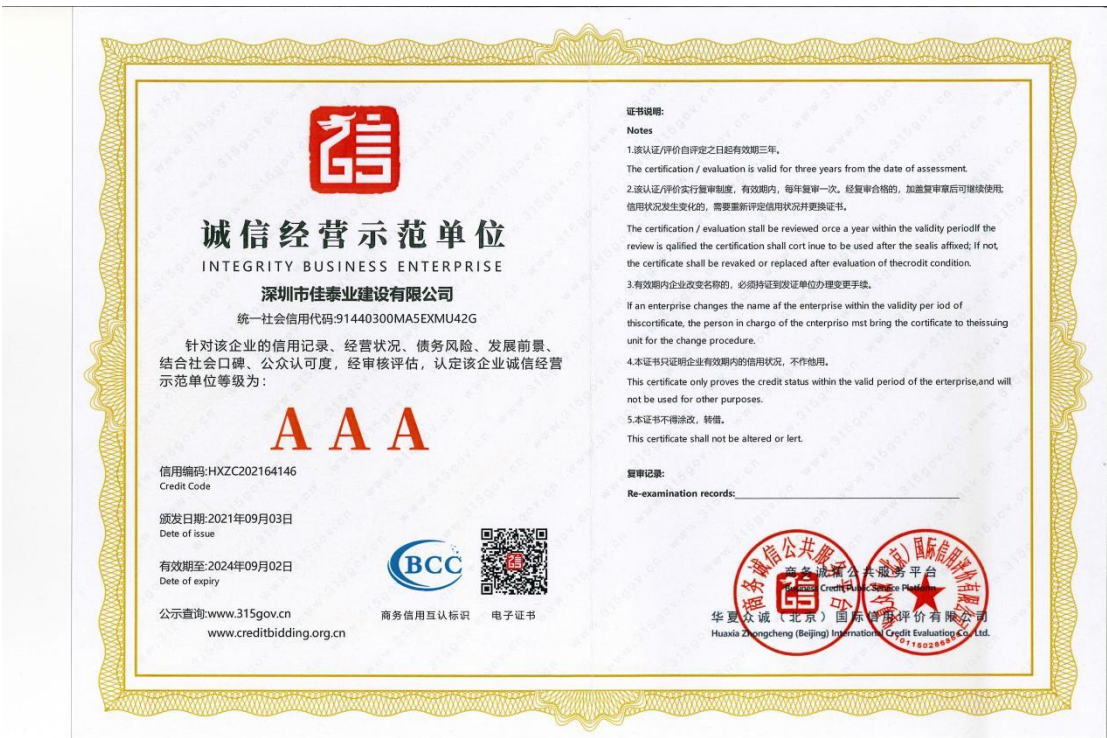 诚信经营示范单位
INTEGRITY BUSINESS ENTERPRISE
深圳市佳泰业建设有限公司
统一社会信用代码:91440300MA5EXMU42G
针对该企业的信用记录、经营状况、债务风险、发展前景、
结合社会口碑、公众认可度，经审核评估，认定该企业诚信经营
示范单位等级为：
AAA
信用编码:HXZC202164146
Credit Code
颁发日期:2021年09月03日
Dete of issue
有效期至:2024年09月02日
Dete of expiry
公示查询:www.315gov.cn
www.creditbidding.org.cn
BCC
商务信用互认标识
电子证书
证书说明:
Notes
1.该认证/评价自评定之日起有效期三年。
The certification / evaluation is valid for three years from the date of assessment.
2.该认证/评价实行复审制度，有效期内，每年复审一次。经复审合格的，加盖复审章后可继续使用;
信用状况发生变化的，需要重新评定信用状况并更换证书。
The certification / evaluation stall be reviewed orce a year within the validity periodIf the
review is qalified the certification shall cort inue to be used after the sealis affixed; If not,
the certificate shall be revaked or replaced after evaluation of thecrodit condition.
3.有效期内企业改变名称的，必须持证到发证单位办理变更手续。
If an enterprise changes the name af the enterprise within the validity per iod of
thiscortificate, the person in chargo of the cnterpriso mst bring the certificate to theissuing
unit for the change procedure.
4.本证书只证明企业有效期内的信用状况，不作他用。
This certificate only proves the credit status within the valid period of the erterprise,and will
not be used for other purposes.
5.本证书不得涂改，转借。
This certificate shall not be altered or lert.
复审记录:
Re-examination records:
商务诚信公共服务平台
Business Credit Public Service Platform
华夏众诚（北京）国际信用评价有限公司
Huaxia Zhongcheng (Beijing) International Credit Evaluation Co., Ltd.
商务诚信公共服务平台